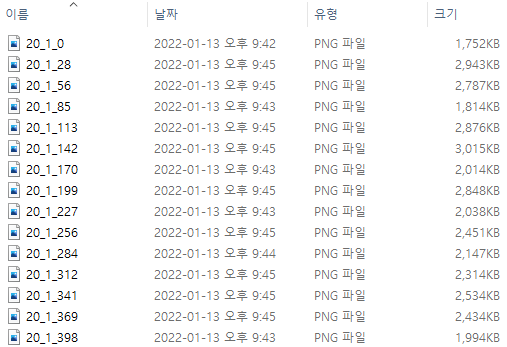 이름 날짜 유형 크기
20_1_0 2022-01-13 오후 9:42 PNG 파일 1,752KB
20_1_28 2022-01-13 오후 9:45 PNG 파일 2,943KB
20_1_56 2022-01-13 오후 9:45 PNG 파일 2,787KB
20_1_85 2022-01-13 오후 9:43 PNG 파일 1,814KB
20_1_113 2022-01-13 오후 9:45 PNG 파일 2,876KB
20_1_142 2022-01-13 오후 9:45 PNG 파일 3,015KB
20_1_170 2022-01-13 오후 9:43 PNG 파일 2,014KB
20_1_199 2022-01-13 오후 9:45 PNG 파일 2,848KB
20_1_227 2022-01-13 오후 9:43 PNG 파일 2,038KB
20_1_256 2022-01-13 오후 9:45 PNG 파일 2,451KB
20_1_284 2022-01-13 오후 9:44 PNG 파일 2,147KB
20_1_312 2022-01-13 오후 9:45 PNG 파일 2,314KB
20_1_341 2022-01-13 오후 9:45 PNG 파일 2,534KB
20_1_369 2022-01-13 오후 9:45 PNG 파일 2,434KB
20_1_398 2022-01-13 오후 9:43 PNG 파일 1,994KB